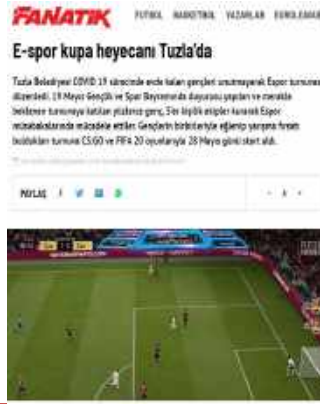 FANATİK
FUTBOL BASKETBOL YAZARLAR EUROLEAGUE
E-spor kupa heyecanı Tuzla'da
Tuzla Belediyesi COVID 19 sürecinde evde kalan gençleri unutmayarak Espor turnuvası
düzenledi. 19 Mayıs Gençlik ve Spor Bayramında duyurusu yapılan ve merakla
beklenen turnuvaya katılan yüzlerce genç, 5'er kişilik ekipler kurarak Espor
müsabakalarında mücadele ettiler. Gençlerin birbirleriyle eğlenip yarışma fırsatı
buldukları turnuva CS:GO ve FIFA 20 oyunlarıyla 28 Mayıs günü start aldı.
PAYLAŞ
- A +